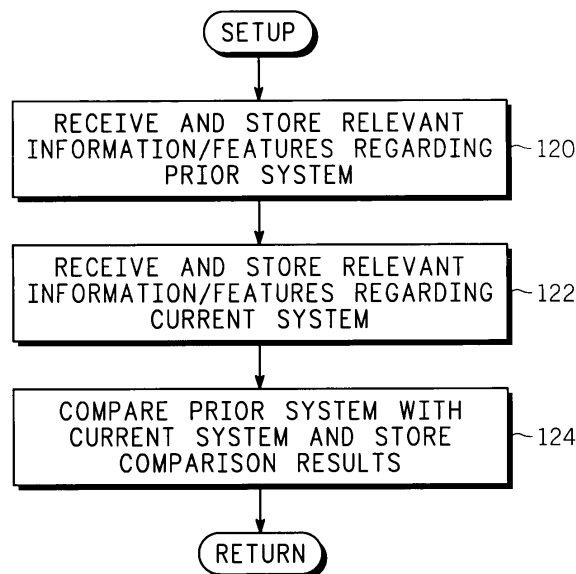 SETUP
RECEIVE AND STORE RELEVANT
INFORMATION/FEATURES REGARDING
PRIOR SYSTEM
120
RECEIVE AND STORE RELEVANT
INFORMATION/FEATURES REGARDING
CURRENT SYSTEM
122
COMPARE PRIOR SYSTEM WITH
CURRENT SYSTEM AND STORE
COMPARISON RESULTS
124
RETURN